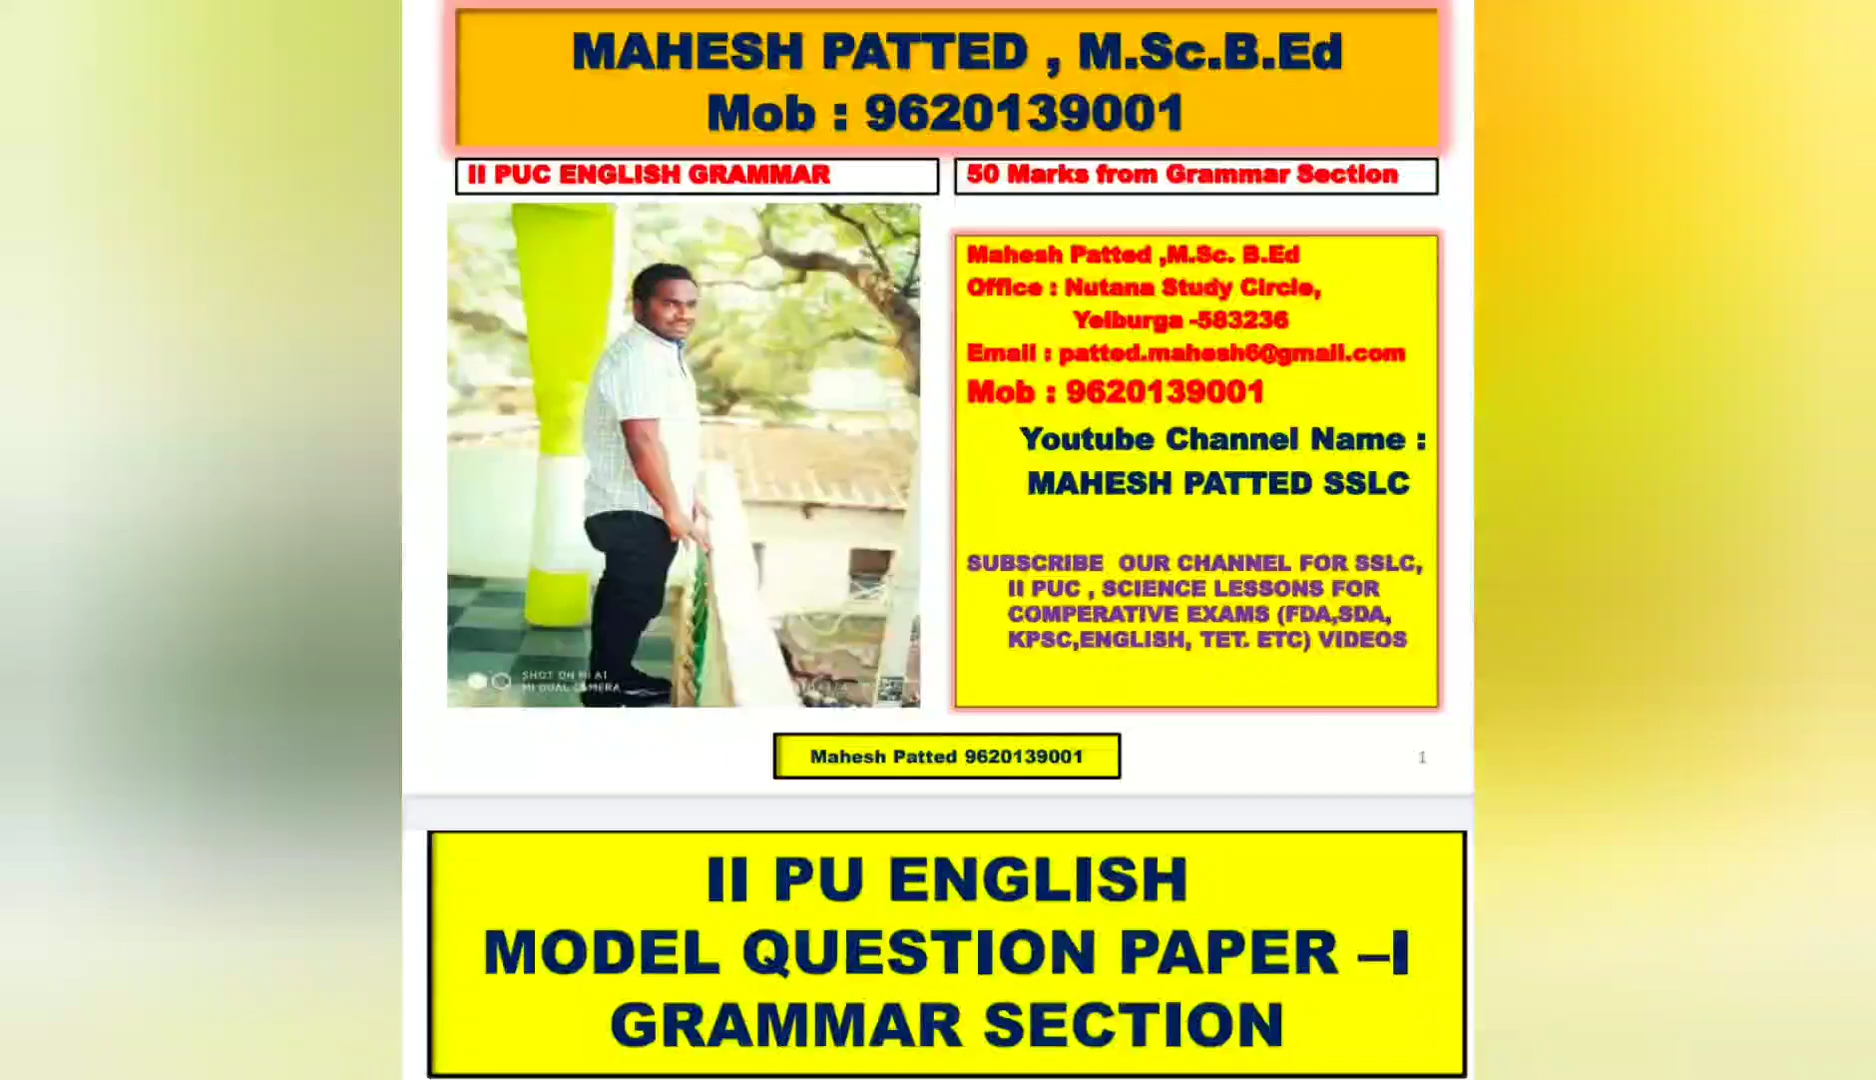 MAHESH PATTED , M.Sc.B.Ed
Mob : 9620139001
II PUC ENGLISH GRAMMAR
50 Marks from Grammar Section
Mahesh Patted ,M.Sc. B.Ed
Office : Nutana Study Circle,
Yelburga -583236
Email : patted.mahesh6@gmail.com
Mob : 9620139001
Youtube Channel Name :
MAHESH PATTED SSLC
SUBSCRIBE OUR CHANNEL FOR SSLC,
II PUC , SCIENCE LESSONS FOR
COMPERATIVE EXAMS (FDA,SDA,
KPSC,ENGLISH, TET. ETC) VIDEOS
SHOT ON MI A1
MI DUAL CAMERA
Mahesh Patted 9620139001
1
II PU ENGLISH
MODEL QUESTION PAPER –I
GRAMMAR SECTION